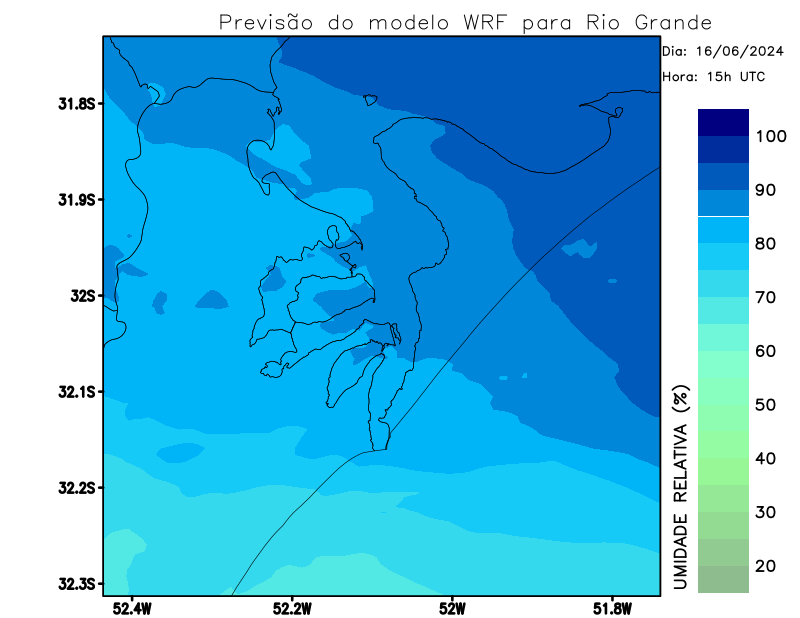 Previsão do modelo WRF para Rio Grande
Dia: 16/06/2024
Hora: 15h UTC
31.8S
31.9S
32S
32.1S
32.2S
32.3S
52.4W
52.2W
52W
51.8W
100
90
80
70
60
50
40
30
20
UMIDADE RELATIVA (%)